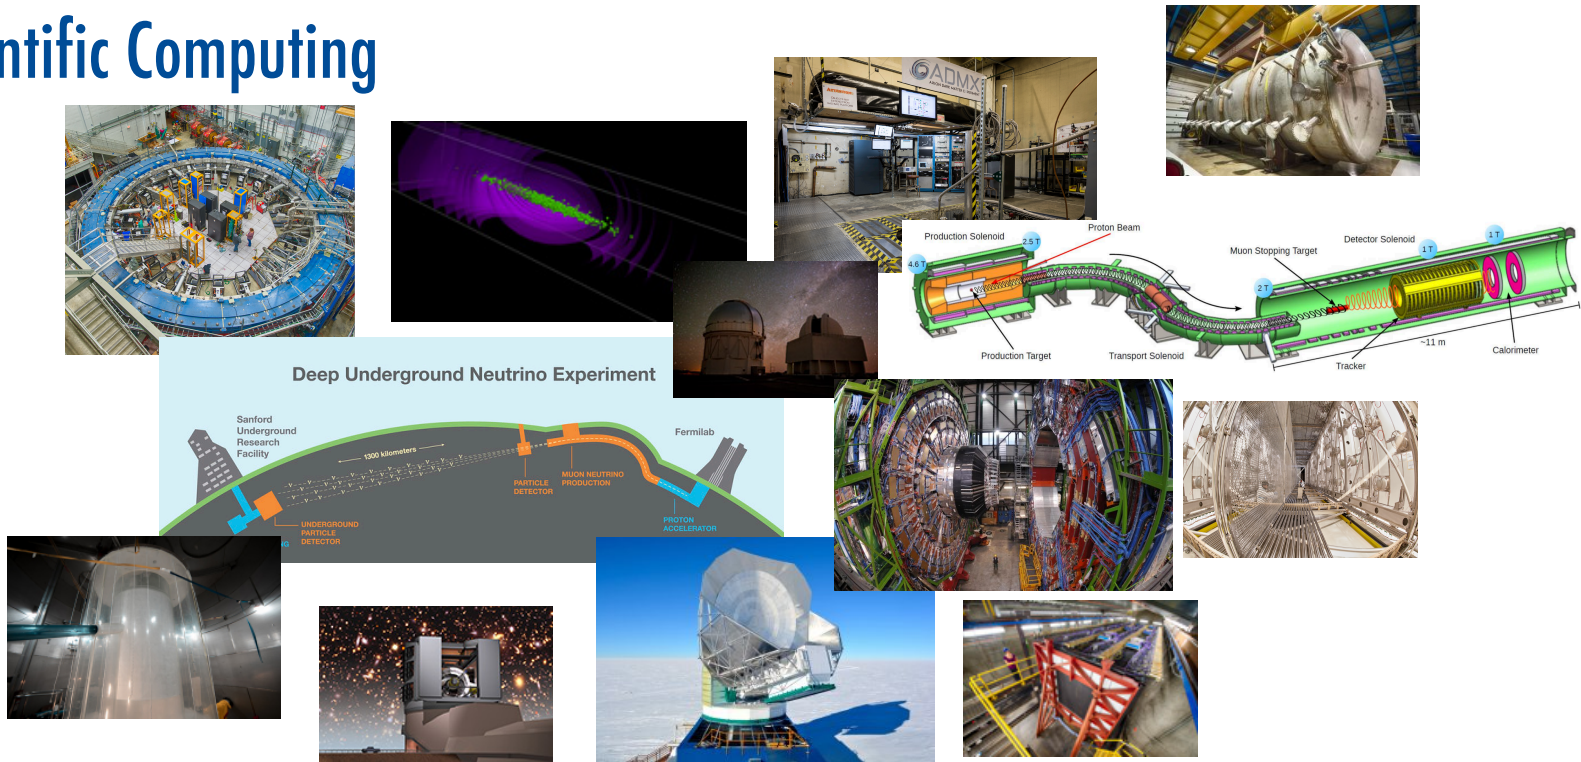 ntific Computing
ADMX
Production Solenoid
Proton Beam
2.5 T
4.6 T
Muon Stopping Target
Detector Solenoid
1 T
1 T
2 T
Production Target
Transport Solenoid
~11 m
Tracker
Calorimeter
Deep Underground Neutrino Experiment
Sanford
Underground
Research
Facility
1300 kilometers
Fermilab
PARTICLE
DETECTOR
MUON NEUTRINO
PRODUCTION
PROTON
ACCELERATOR
UNDERGROUND
PARTICLE
DETECTOR
NG